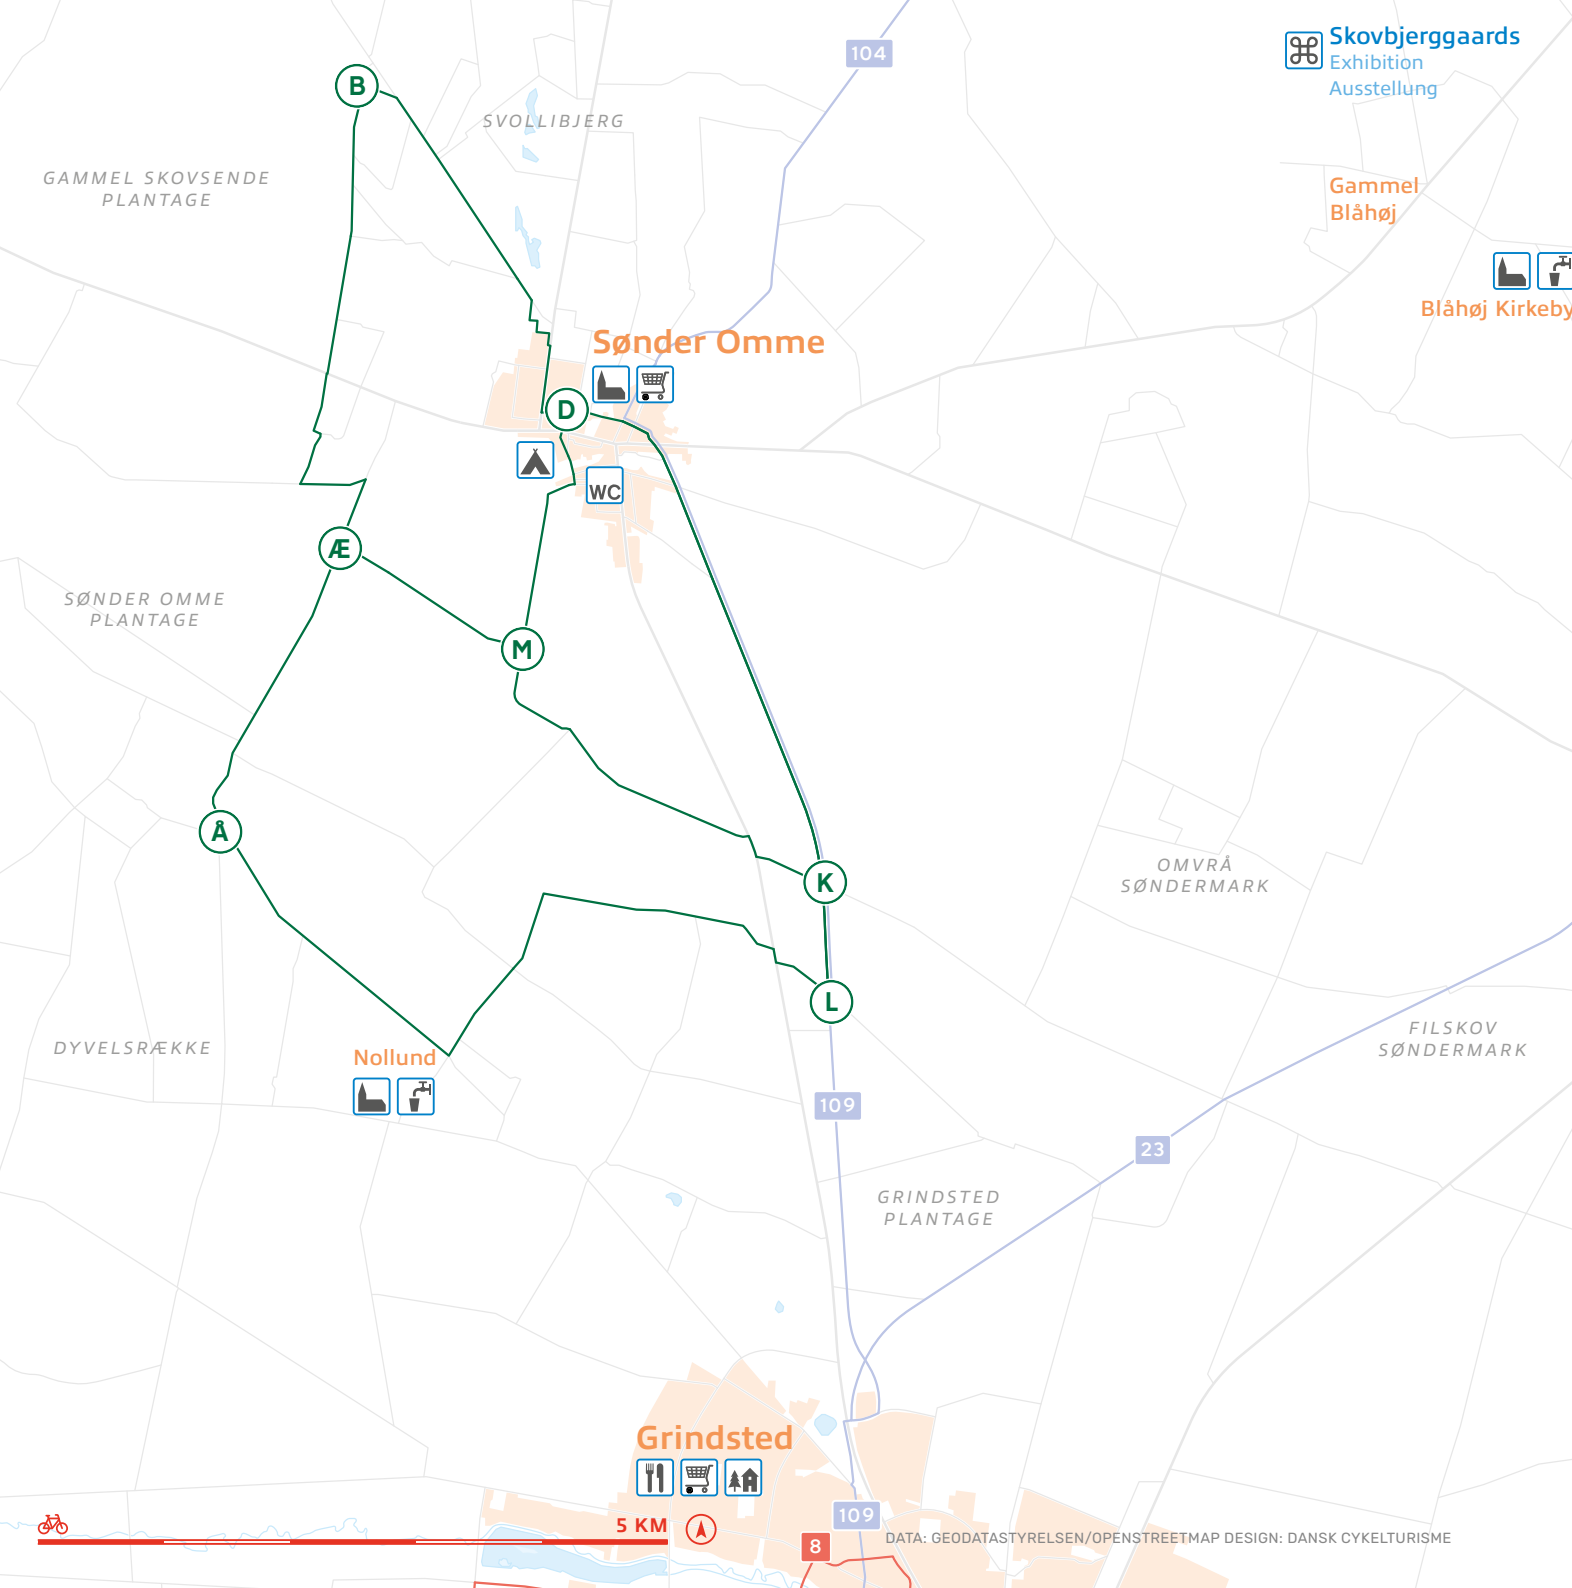 B
104
Skovbjerggaards
Exhibition
Ausstellung
SVOLLIBJERG
GAMMEL SKOVSENDE
PLANTAGE
Gammel
Blåhøj
Blåhøj Kirkeby
Sønder Omme
D
WC
Æ
SØNDER OMME
PLANTAGE
M
Å
K
OMVRÅ
SØNDERMARK
L
DYVELSRÆKKE
Nollund
FILSKOV
SØNDERMARK
109
23
GRINDSTED
PLANTAGE
Grindsted
5 KM
109
8
DATA: GEODATASTYRELSEN/OPENSTREETMAP DESIGN: DANSK CYKELTURISME